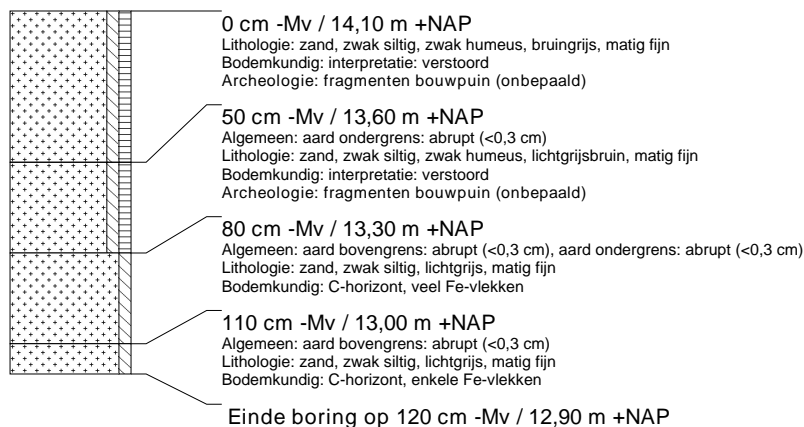 0 cm -Mv / 14,10 m +NAP
Lithologie: zand, zwak siltig, zwak humeus, bruingrijs, matig fijn
Bodemkundig: interpretatie: verstoord
Archeologie: fragmenten bouwpuin (onbepaald)
50 cm -Mv / 13,60 m +NAP
Algemeen: aard ondergrens: abrupt (<0,3 cm)
Lithologie: zand, zwak siltig, zwak humeus, lichtgrijsbruin, matig fijn
Bodemkundig: interpretatie: verstoord
Archeologie: fragmenten bouwpuin (onbepaald)
80 cm -Mv / 13,30 m +NAP
Algemeen: aard bovengrens: abrupt (<0,3 cm), aard ondergrens: abrupt (<0,3 cm)
Lithologie: zand, zwak siltig, lichtgrijs, matig fijn
Bodemkundig: C-horizont, veel Fe-vlekken
110 cm -Mv / 13,00 m +NAP
Algemeen: aard bovengrens: abrupt (<0,3 cm)
Lithologie: zand, zwak siltig, lichtgrijs, matig fijn
Bodemkundig: C-horizont, enkele Fe-vlekken
Einde boring op 120 cm -Mv / 12,90 m +NAP